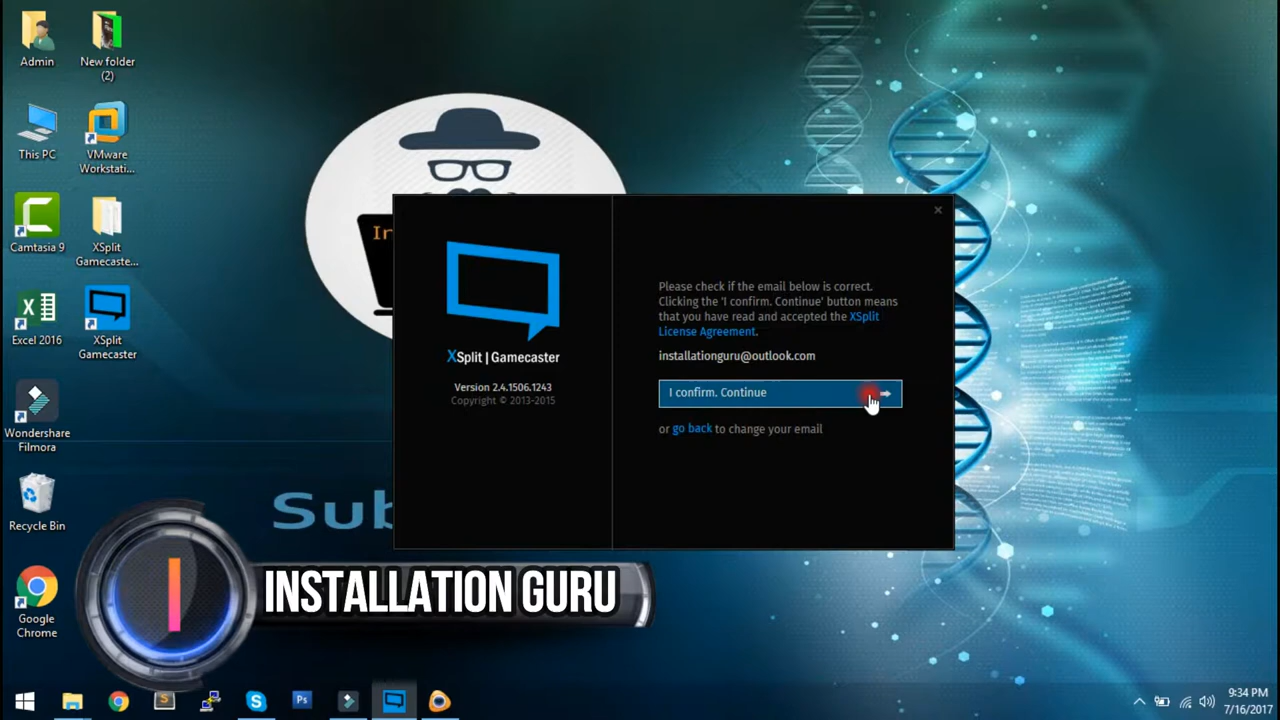 Admin
New folder
(2)
This PC
VMware
Workstati...
Camtasia 9
XSplit
Gamecaste...
Excel 2016
XSplit
Gamecaster
Wondershare
Filmora
Recycle Bin
Google
Chrome
In
Sub
XSplit | Gamecaster
Version 2.4.1506.1243
Copyright © 2013-2015
Please check if the email below is correct.
Clicking the 'I confirm. Continue' button means
that you have read and accepted the XSplit
License Agreement.
installationguru@outlook.com
I confirm. Continue
or go back to change your email
I
INSTALLATION GURU
S
Ps
9:34 PM
7/16/2017